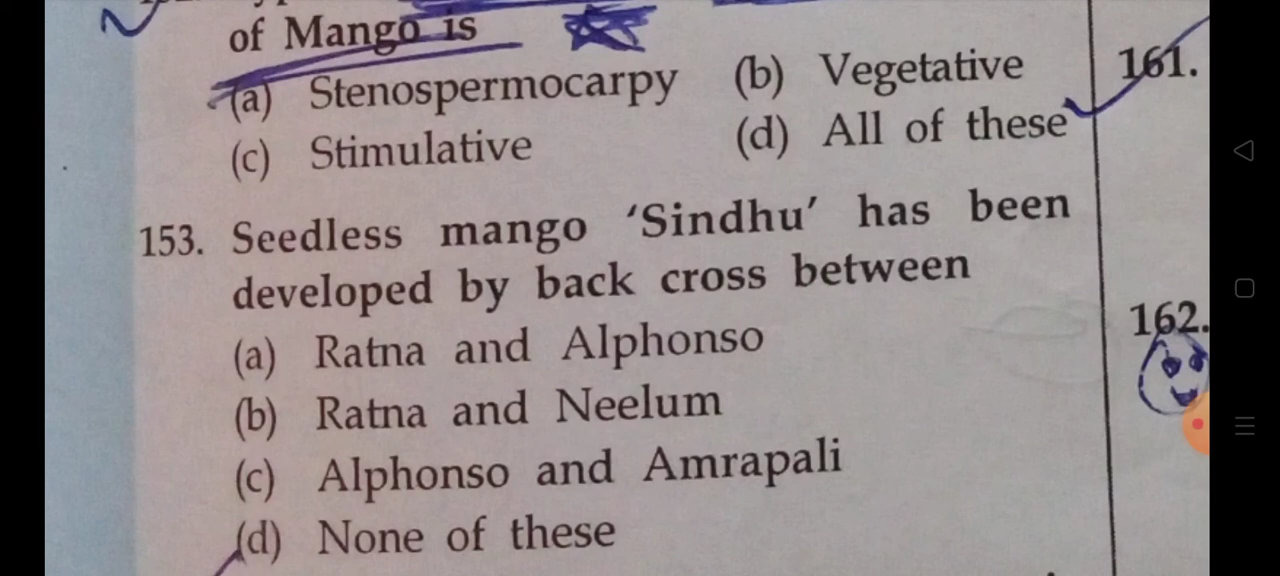 of Mango is
(a) Stenospermocarpy (b) Vegetative
(c) Stimulative (d) All of these
153. Seedless mango ‘Sindhu’ has been
developed by back cross between
(a) Ratna and Alphonso
(b) Ratna and Neelum
(c) Alphonso and Amrapali
(d) None of these
161.
162.